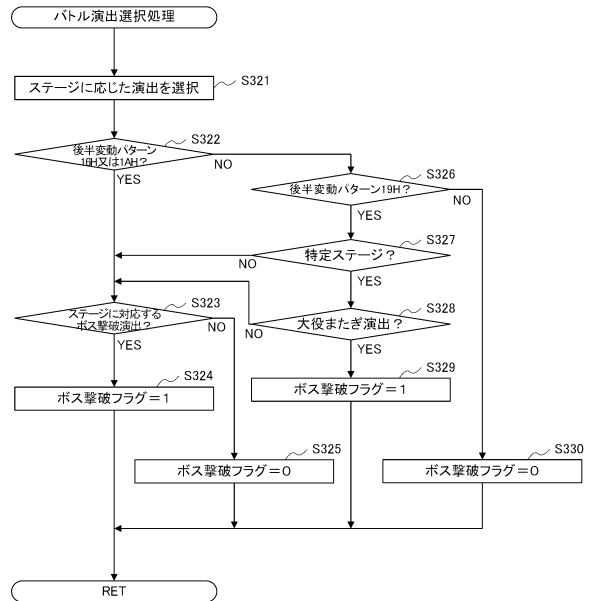 バトル演出選択処理
ステージに応じた演出を選択
S321
後半変動パターン
16H又は1AH？
S322
YES
NO
後半変動パターン19H？
S326
YES
NO
特定ステージ？
S327
NO
YES
ステージに対応する
ボス撃破演出？
S323
YES
NO
大役またぎ演出？
S328
NO
YES
ボス撃破フラグ＝1
S324
ボス撃破フラグ＝1
S329
ボス撃破フラグ＝0
S325
ボス撃破フラグ＝0
S330
RET